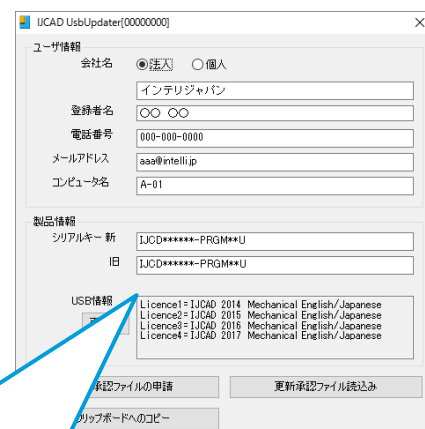 IJCAD UsbUpdater[00000000]
ユーザ情報
会社名 法人 個人
インテリジャパン
登録者名 〇〇 〇〇
電話番号 000-000-0000
メールアドレス aaa@intelli.jp
コンピュータ名 A-01
製品情報
シリアルキー 新 IJCD******-PRGM**U
旧 IJCD******-PRGM**U
USB情報
Licence1=IJCAD 2014 Mechanical English/Japanese
Licence2=IJCAD 2015 Mechanical English/Japanese
Licence3=IJCAD 2016 Mechanical English/Japanese
Licence4=IJCAD 2017 Mechanical English/Japanese
承認ファイルの申請 更新承認ファイル読込み
リップボードへのコピー